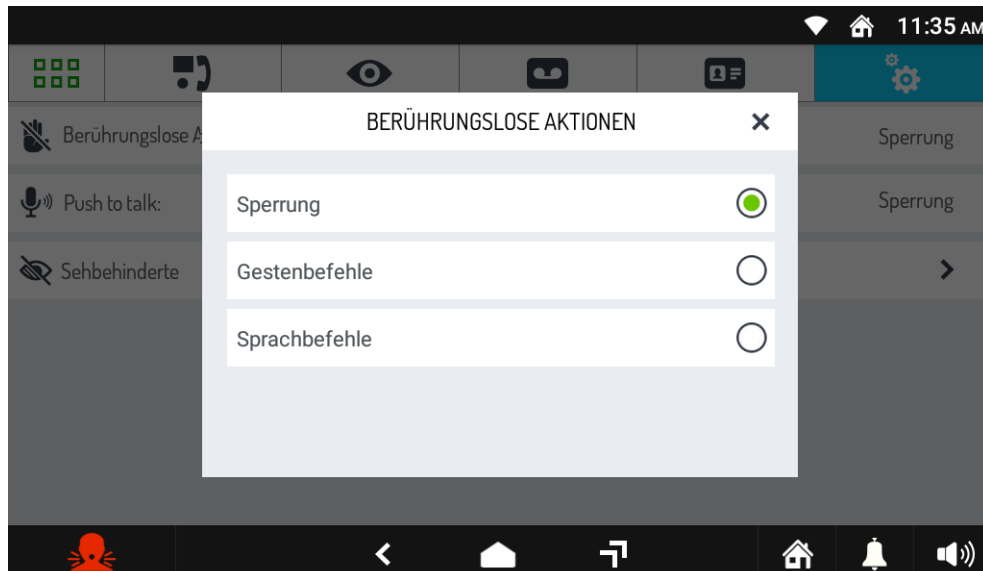 11:35 AM
BERÜHRUNGSLOSE AKTIONEN
Berührungslose
Sperrung
Sperrung
Push to talk:
Sperrung
Gestenbefehle
Sehbehinderte
Sprachbefehle